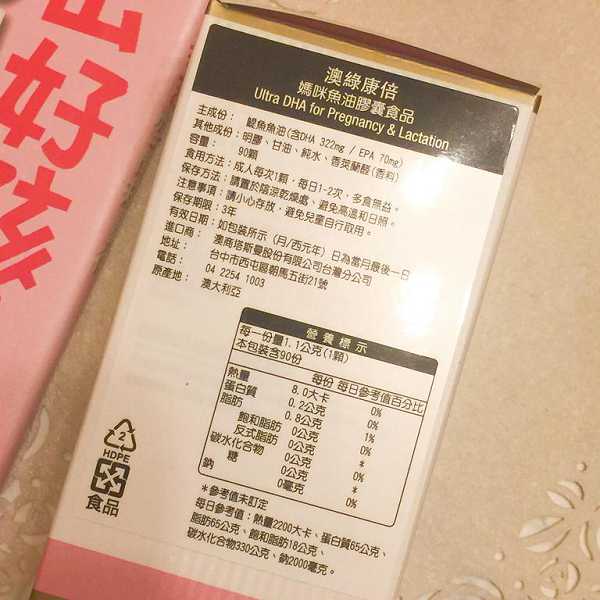 好孩
澳綠康倍
媽咪魚油膠囊食品
Ultra DHA for Pregnancy & Lactation
主成份： 鯷魚魚油(含DHA 322mg / EPA 70mg)
其他成份：明膠、甘油、純水、香莢蘭醛(香料)
容量： 90顆
食用方法：成人每次1顆，每日1-2次，多食無益。
保存方法：請置於陰涼乾燥處、避免高溫和日照。
注意事項：請小心存放，避免兒童自行取用。
保存期限：3年
有效日期：如包裝所示（月/西元年）日為當月最後一日
進口商： 澳商塔斯曼股份有限公司台灣分公司
地址： 台中市西屯區朝馬五街21號
電話： 04 2254 1003
原產地： 澳大利亞
營養標示
每一份量1.1公克(1顆)
本包裝含90份
每份 每日參考值百分比
熱量 8.0大卡 0%
蛋白質 0.2公克 0%
脂肪 0.8公克 1%
飽和脂肪 0公克 0%
反式脂肪 0公克 *
碳水化合物 0公克 0%
糖 0公克 *
鈉 0毫克 0%
*參考值未訂定
每日參考值：熱量2200大卡、蛋白質65公克、
脂肪65公克、飽和脂肪18公克、
碳水化合物330公克、鈉2000毫克。
2
HDPE
食品